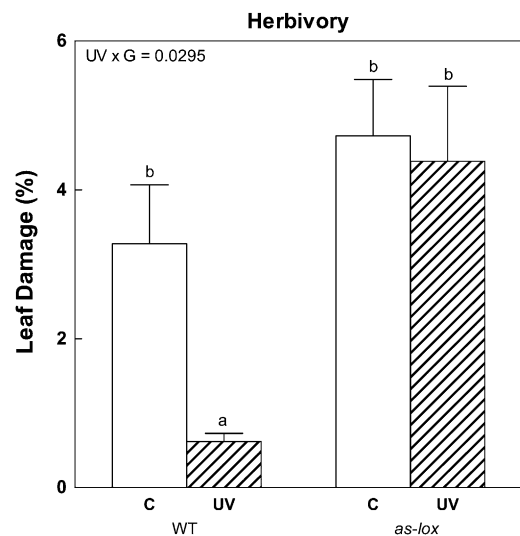 Herbivory
6
UV x G = 0.0295
b
b
b
4
Leaf Damage (%)
2
a
0
C UV C UV
WT as-lox